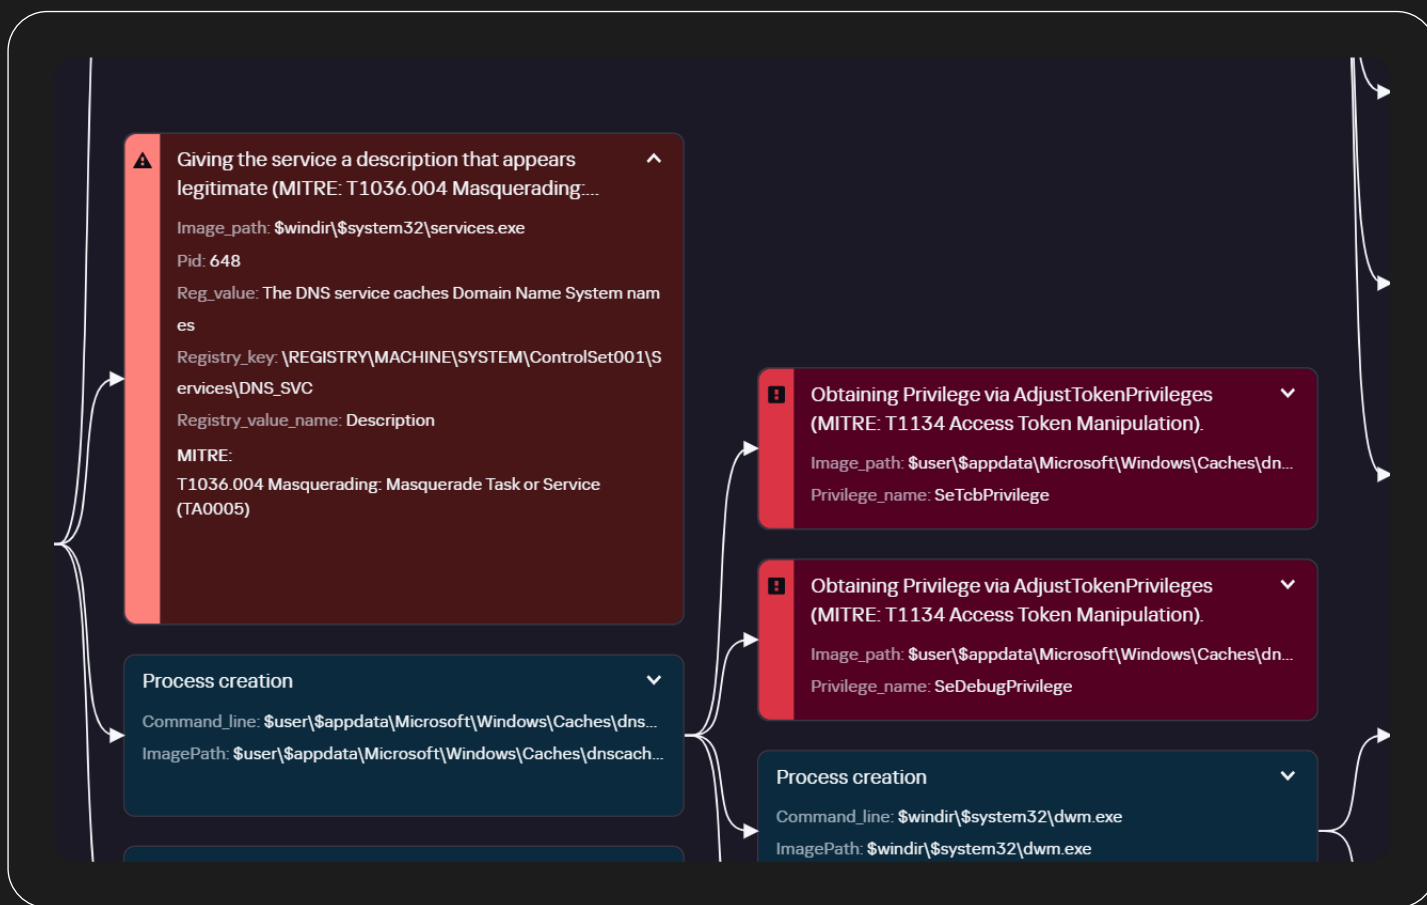 Giving the service a description that appears
legitimate (MITRE: T1036.004 Masquerading:...
Image_path: $windir\$system32\services.exe
Pid: 648
Reg_value: The DNS service caches Domain Name System nam
es
Registry_key: \REGISTRY\MACHINE\SYSTEM\ControlSet001\S
ervices\DNS_SVC
Registry_value_name: Description
MITRE:
T1036.004 Masquerading: Masquerade Task or Service
(TA0005)
Process creation
Command_line: $user\$appdata\Microsoft\Windows\Caches\dns...
ImagePath: $user\$appdata\Microsoft\Windows\Caches\dnscach...
Obtaining Privilege via AdjustTokenPrivileges
(MITRE: T1134 Access Token Manipulation).
Image_path: $user\$appdata\Microsoft\Windows\Caches\dn...
Privilege_name: SeTcbPrivilege
Obtaining Privilege via AdjustTokenPrivileges
(MITRE: T1134 Access Token Manipulation).
Image_path: $user\$appdata\Microsoft\Windows\Caches\dn...
Privilege_name: SeDebugPrivilege
Process creation
Command_line: $windir\$system32\dwm.exe
ImagePath: $windir\$system32\dwm.exe